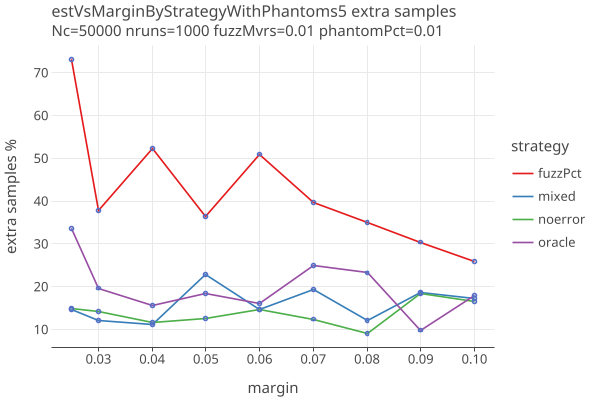 estVsMarginByStrategyWithPhantoms5 extra samples
Nc=50000 nruns=1000 fuzzMvrs=0.01 phantomPct=0.01
extra samples %
70
60
50
40
30
20
10
0.03 0.04 0.05 0.06 0.07 0.08 0.09 0.10
margin
strategy
fuzzPct
mixed
noerror
oracle